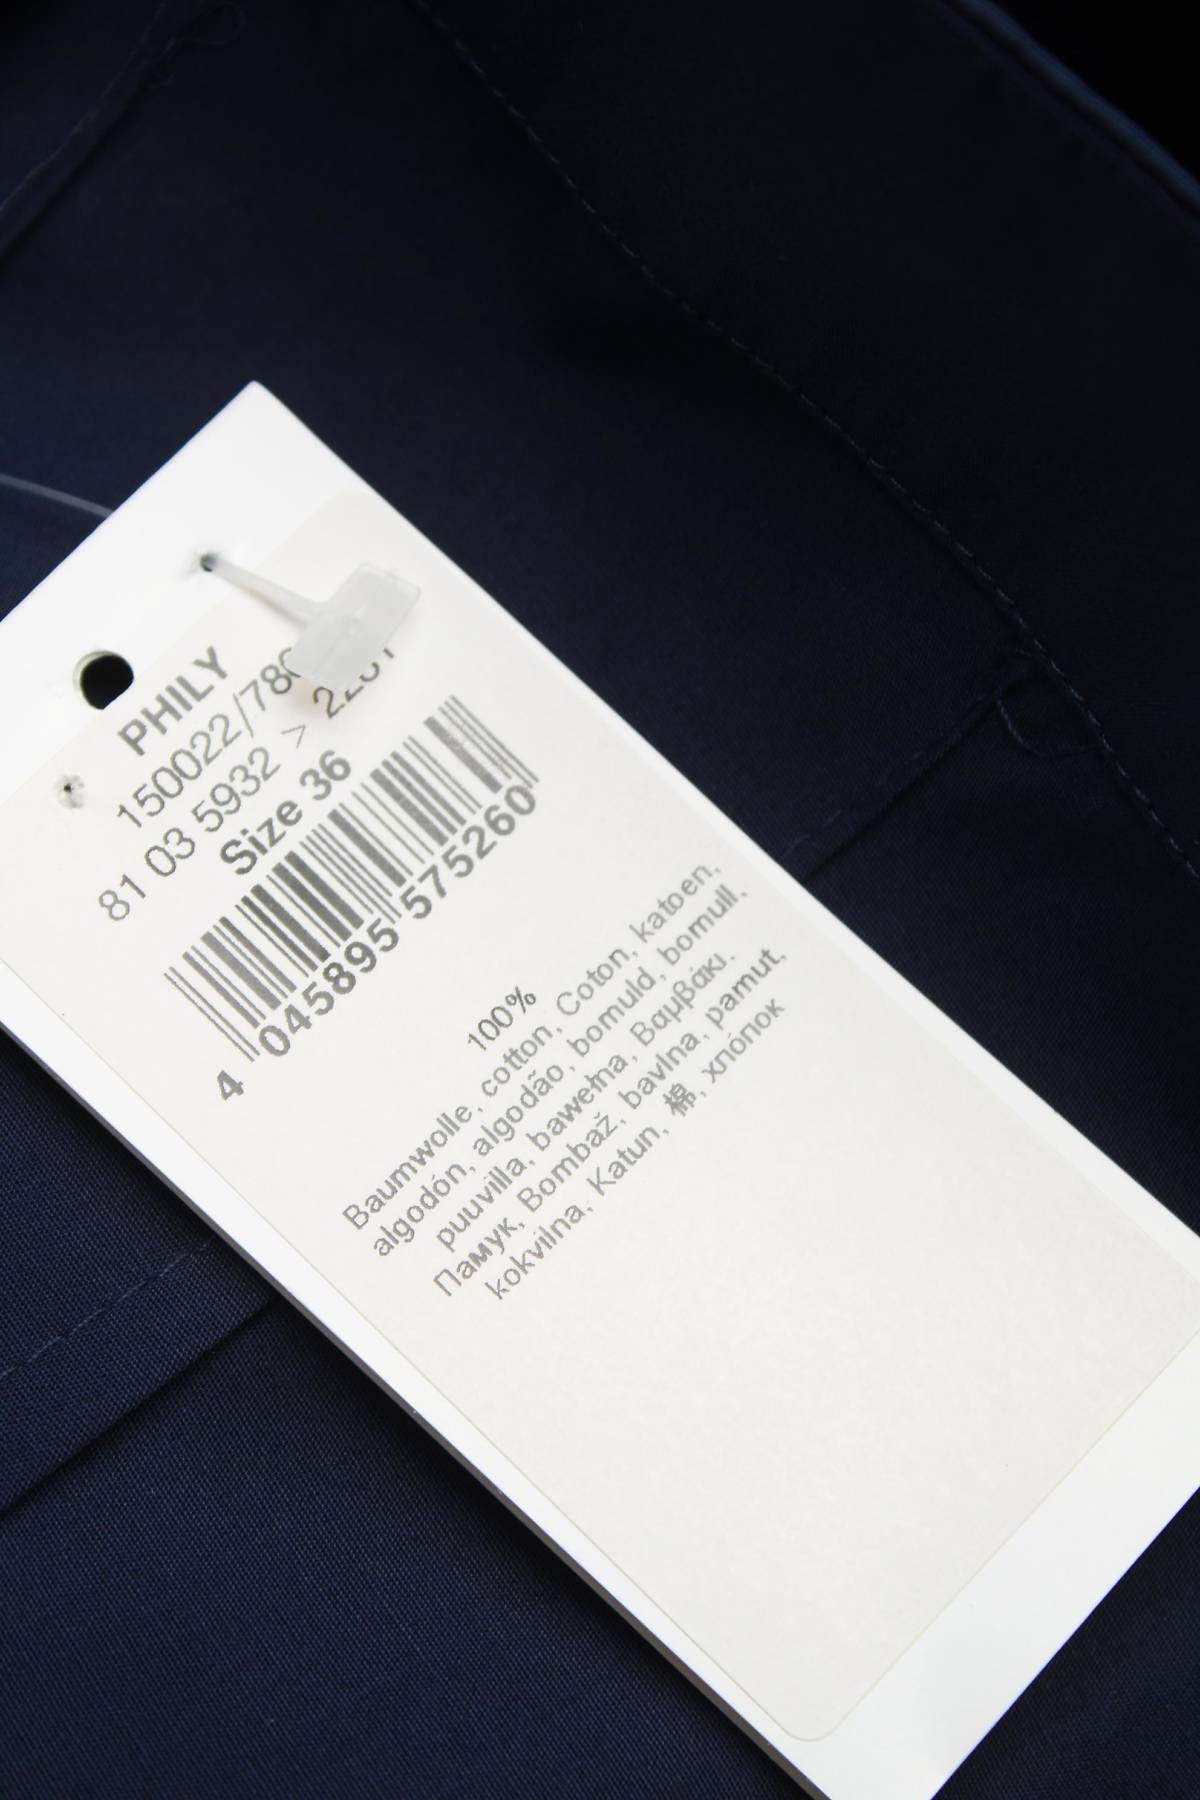 PHILY
150022/78
81 03 5932 >
Size 36
4 045895 575260
100%
Baumwolle, cotton, Coton, katoen,
algodón, algodão, bomuld, bomull,
puuvilla, bawełna, Βαμβάκι,
Памук, Bombaž, bavlna, pamut,
kokvilna, Katun, 棉, хлопок